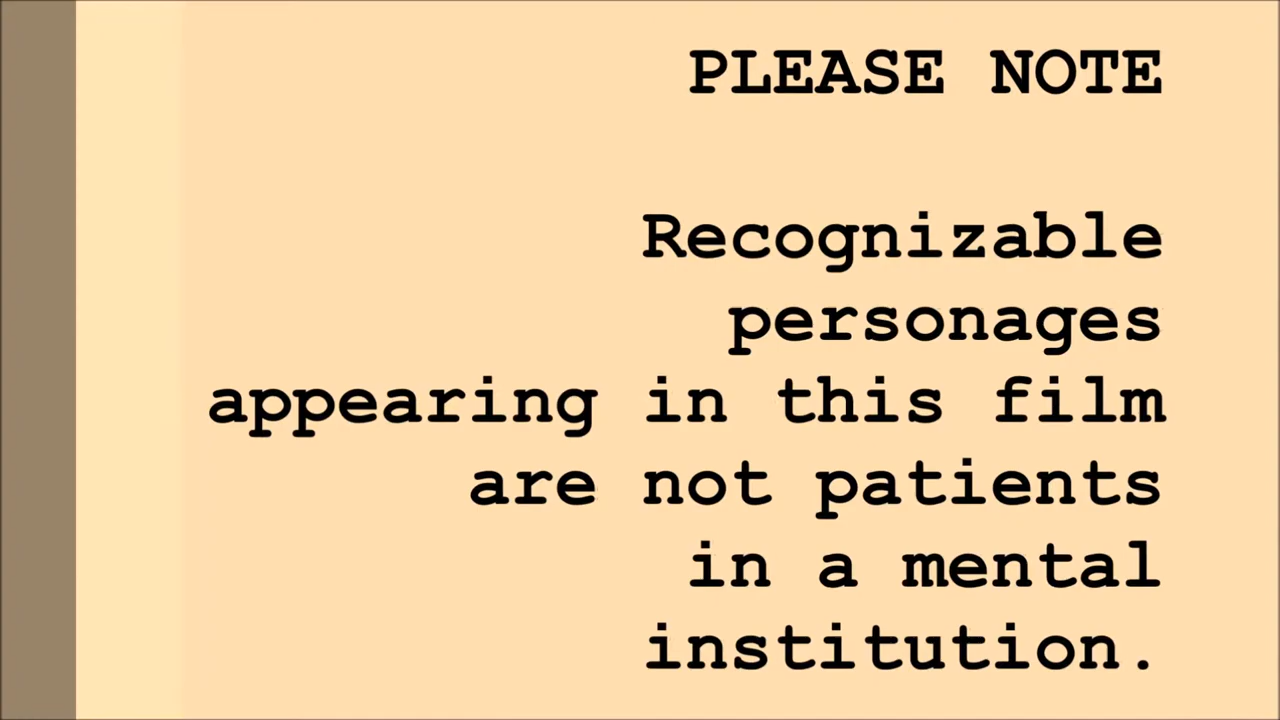 PLEASE NOTE
Recognizable
personages
appearing in this film
are not patients
in a mental
institution.